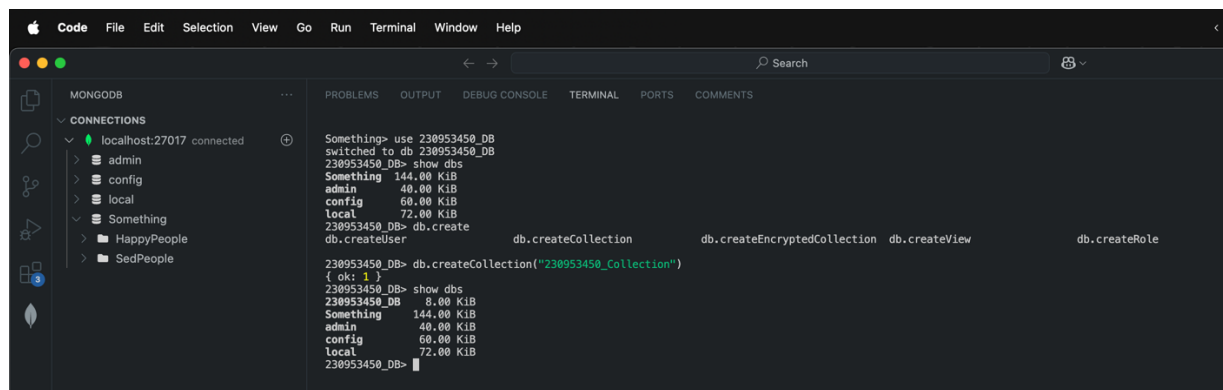 Code File Edit Selection View Go Run Terminal Window Help
Search
MONGODB ...
CONNECTIONS
localhost:27017 connected
admin
config
local
Something
HappyPeople
SedPeople
3
PROBLEMS OUTPUT DEBUG CONSOLE TERMINAL PORTS COMMENTS
Something> use 230953450_DB
switched to db 230953450_DB
230953450_DB> show dbs
Something 144.00 KiB
admin 40.00 KiB
config 60.00 KiB
local 72.00 KiB
230953450_DB> db.create
db.createUser db.createCollection db.createEncryptedCollection db.createView db.createRole
230953450_DB> db.createCollection("230953450_Collection")
{ ok: 1 }
230953450_DB> show dbs
230953450_DB 8.00 KiB
Something 144.00 KiB
admin 40.00 KiB
config 60.00 KiB
local 72.00 KiB
230953450_DB>